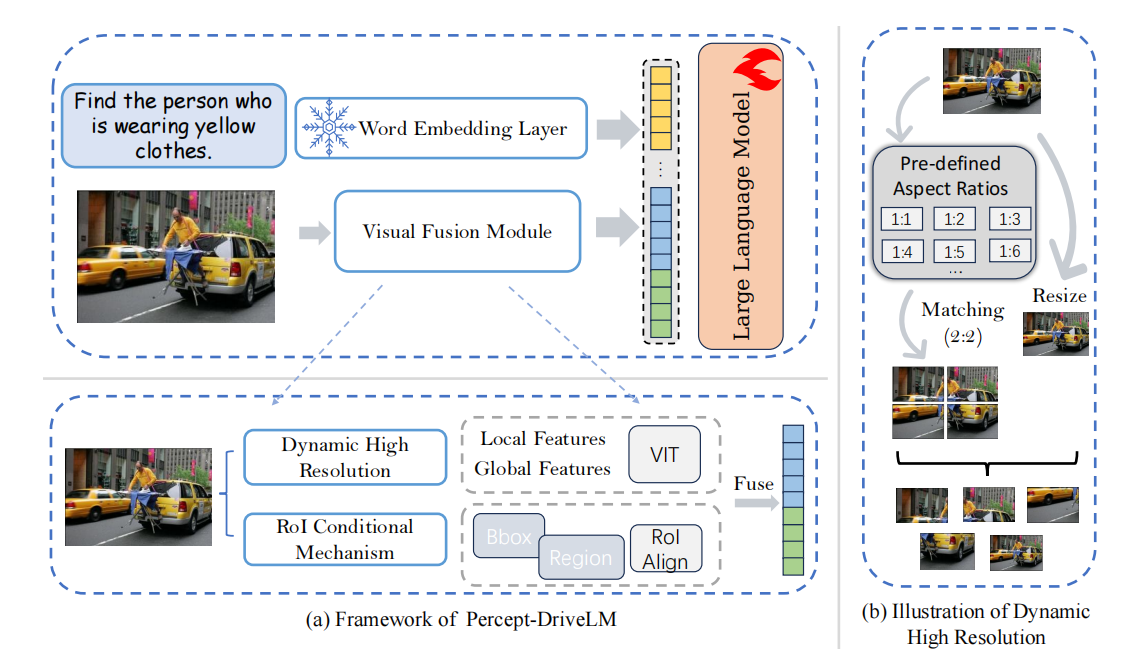 Find the person who
is wearing yellow
clothes.
Word Embedding Layer
Visual Fusion Module
...
Large Language Model
Dynamic High
Resolution
RoI Conditional
Mechanism
Local Features
Global Features
VIT
Bbox
Region
RoI
Align
Fuse
(a) Framework of Percept-DriveLM
Pre-defined
Aspect Ratios
1:1 1:2 1:3
1:4 1:5 1:6
...
Matching
(2:2)
Resize
(b) Illustration of Dynamic
High Resolution